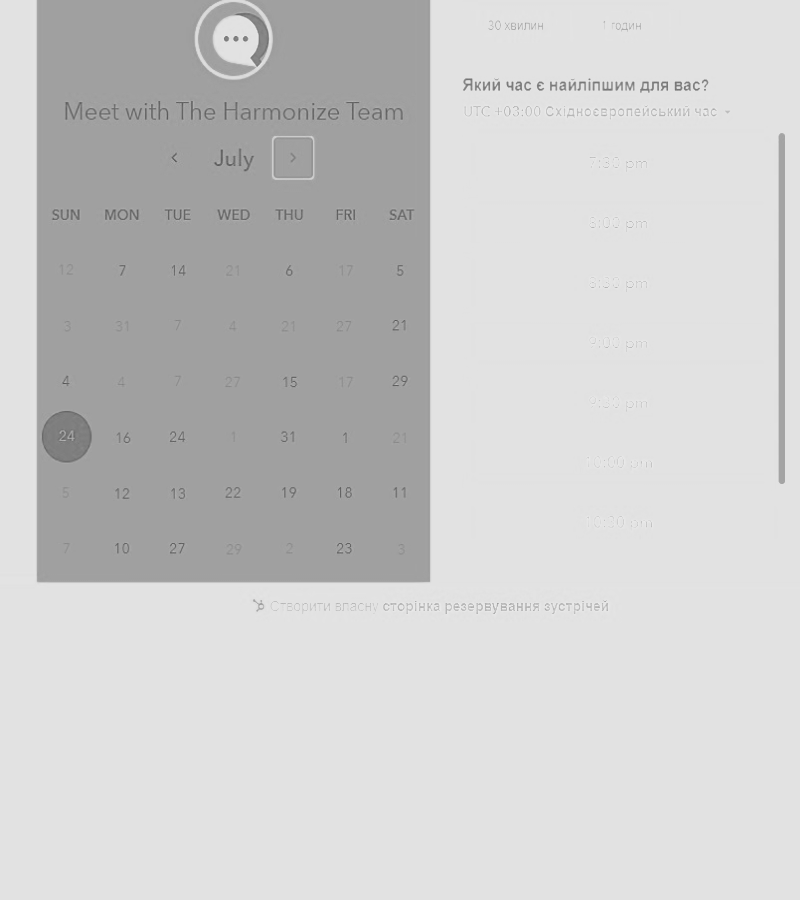 30 хвилин 1 годин
Meet with The Harmonize Team
July
SUN MON TUE WED THU FRI SAT
12 7 14 21 6 17 5
3 31 7 4 21 27 21
4 4 7 27 15 17 29
24 16 24 1 31 1 21
5 12 13 22 19 18 11
7 10 27 29 2 23 3
Який час є найліпшим для вас?
UTC +03:00 Східноєвропейський час
7:30 pm
8:00 pm
8:30 pm
9:00 pm
9:30 pm
10:00 pm
10:30 pm
Створити власну сторінка резервування зустрічей